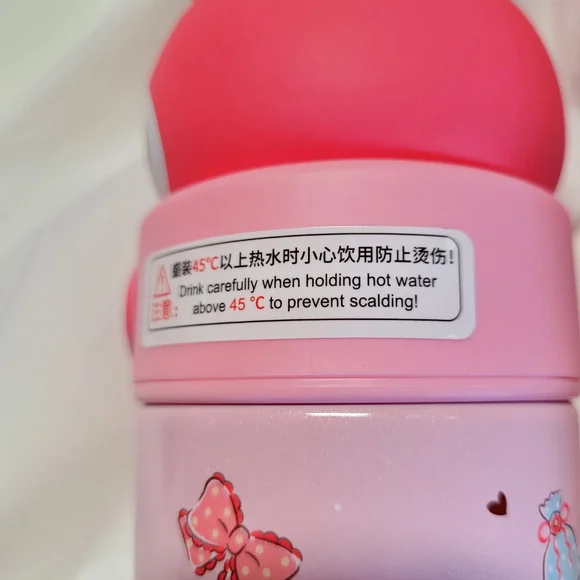 盛装45℃以上热水时小心饮用防止烫伤!
注意:
Drink carefully when holding hot water
above 45 ℃ to prevent scalding!